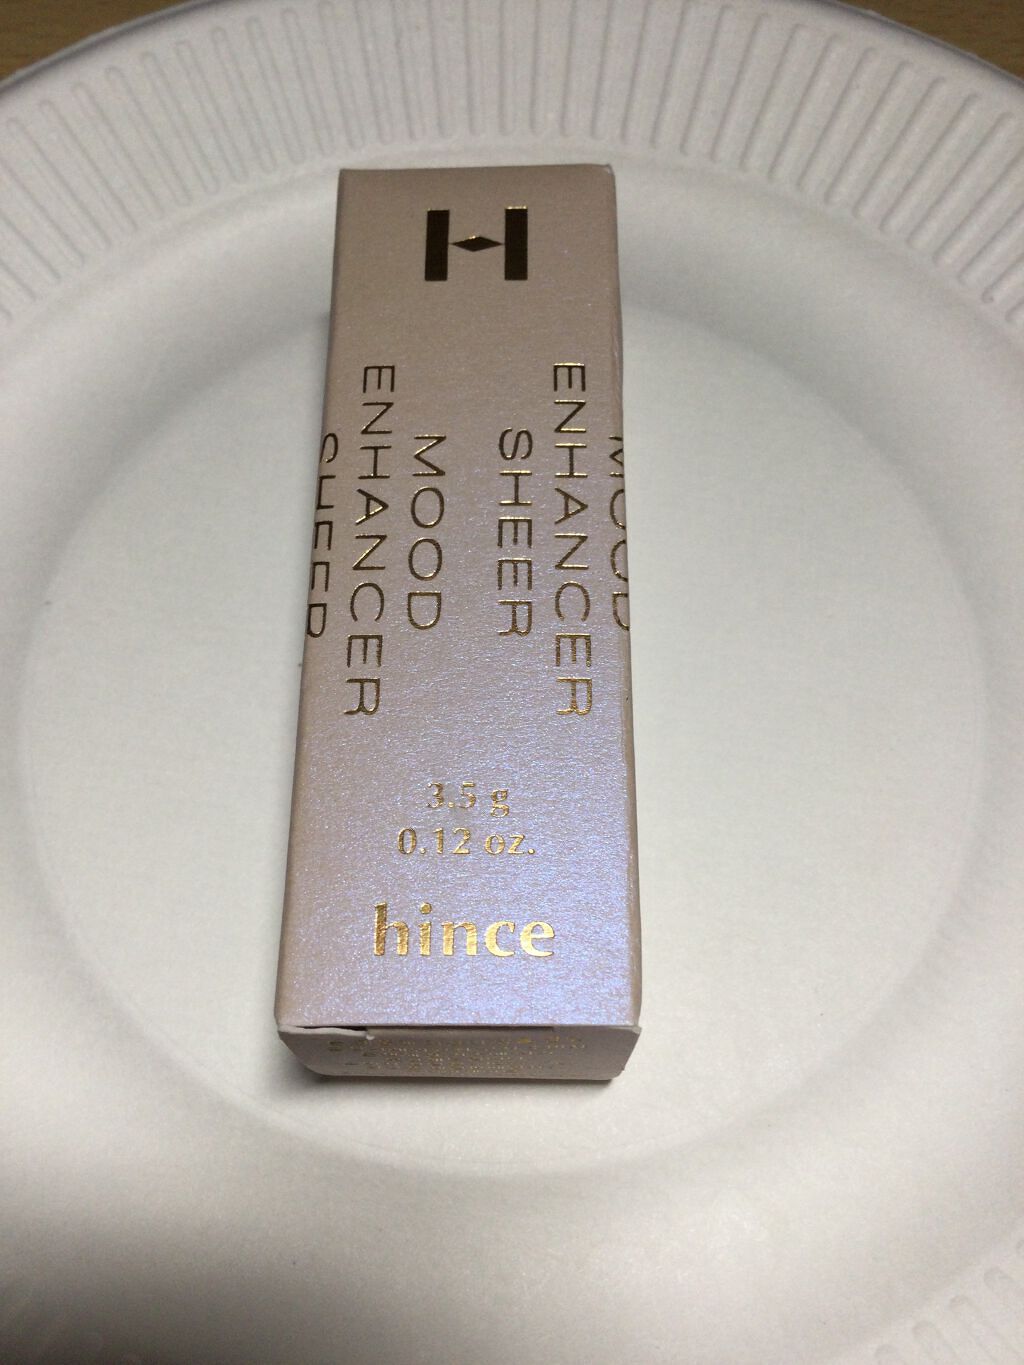 H
MOOD
ENHANCER
SHEER
MOOD
ENHANCER
SHEER
3.5 g
0.12 oz.
hince